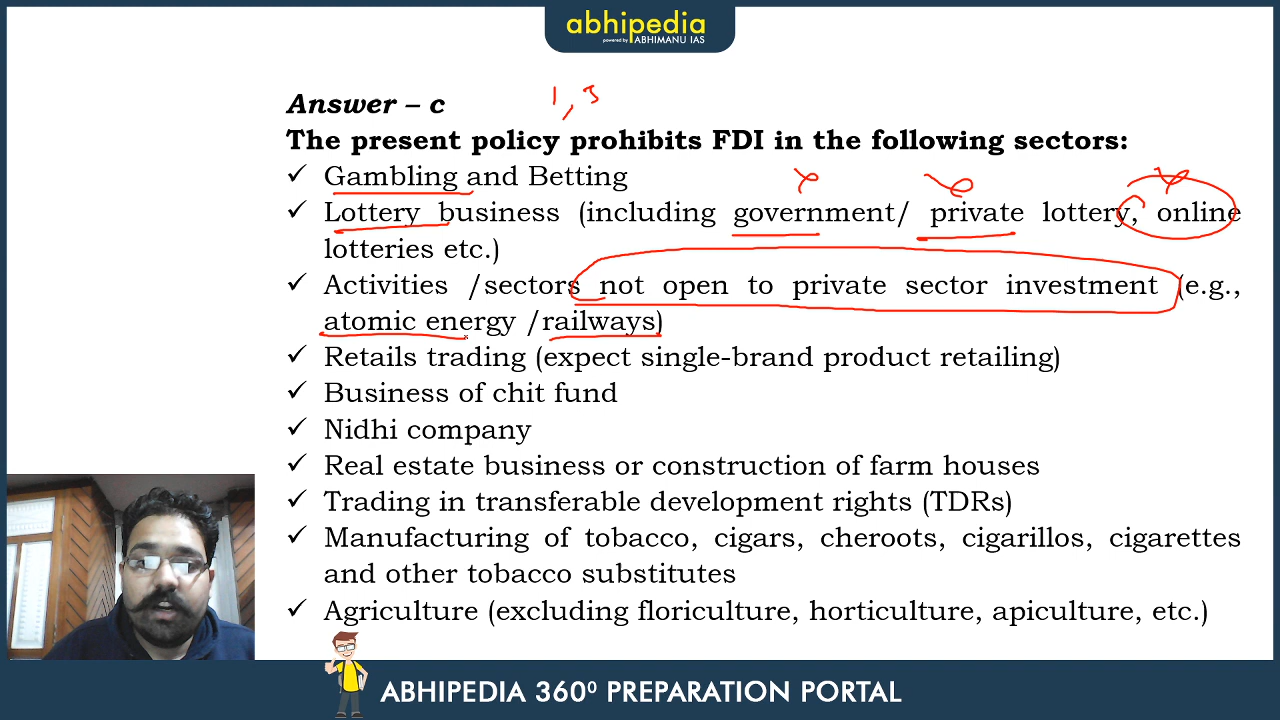 abhipedia
powered by ABHIMANU IAS
Answer – c
1, 3
The present policy prohibits FDI in the following sectors:
✓ Gambling and Betting
✓ Lottery business (including government/ private lottery, online
lotteries etc.)
✓ Activities /sectors not open to private sector investment (e.g.,
atomic energy /railways)
✓ Retails trading (expect single-brand product retailing)
✓ Business of chit fund
✓ Nidhi company
✓ Real estate business or construction of farm houses
✓ Trading in transferable development rights (TDRs)
✓ Manufacturing of tobacco, cigars, cheroots, cigarillos, cigarettes
and other tobacco substitutes
✓ Agriculture (excluding floriculture, horticulture, apiculture, etc.)
ABHIPEDIA 360⁰ PREPARATION PORTAL